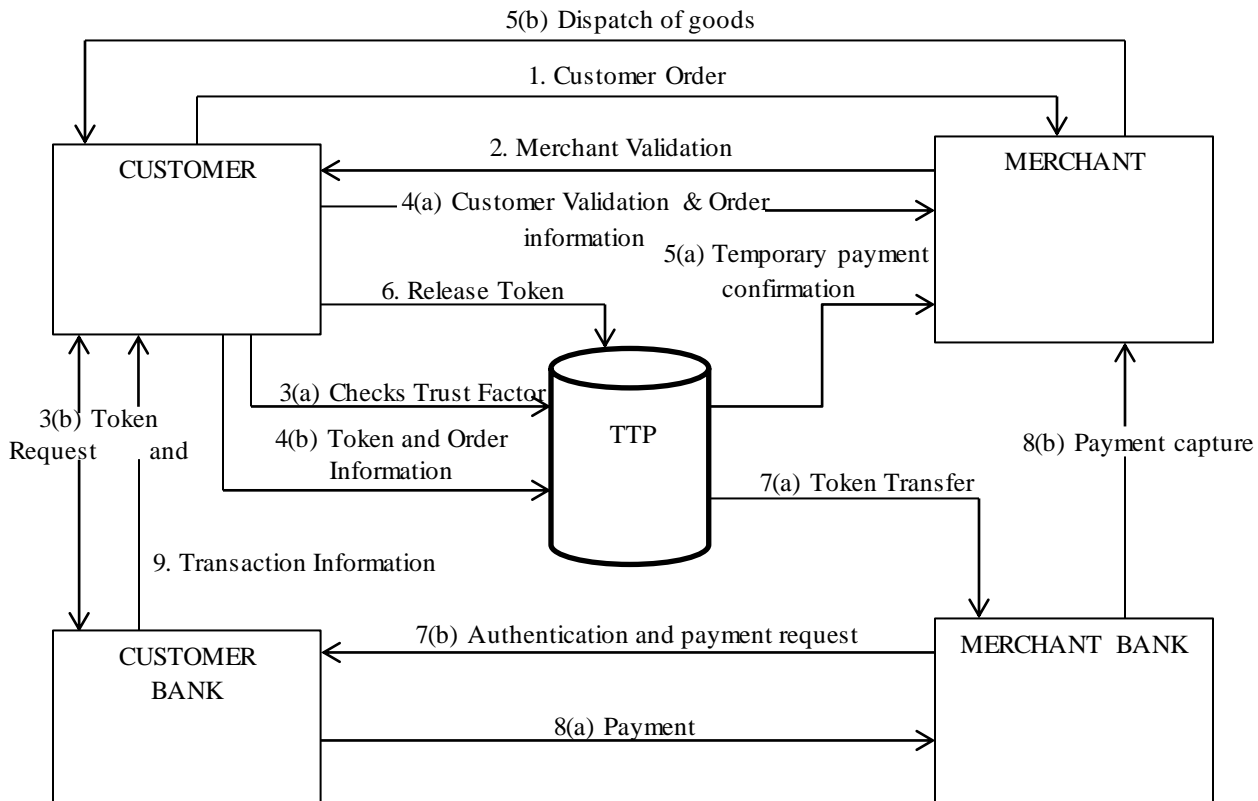 5(b) Dispatch of goods
1. Customer Order
CUSTOMER
2. Merchant Validation
MERCHANT
4(a) Customer Validation & Order
information
5(a) Temporary payment
confirmation
6. Release Token
3(a) Checks Trust Factor
TTP
3(b) Token
Request and
4(b) Token and Order
Information
8(b) Payment capture
7(a) Token Transfer
9. Transaction Information
7(b) Authentication and payment request
CUSTOMER
BANK
MERCHANT BANK
8(a) Payment